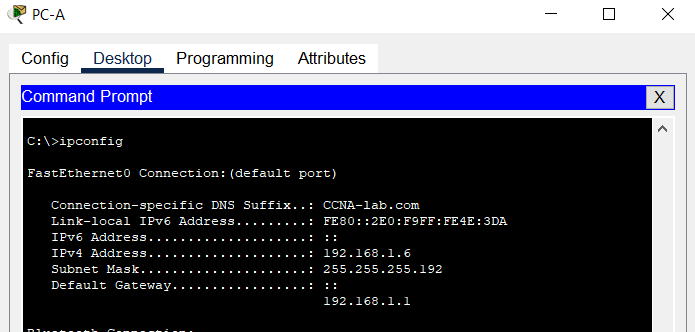 PC-A
Config Desktop Programming Attributes
Command Prompt X
C:\>ipconfig
FastEthernet0 Connection:(default port)
Connection-specific DNS Suffix..: CCNA-lab.com
Link-local IPv6 Address.........: FE80::2E0:F9FF:FE4E:3DA
IPv6 Address....................: ::
IPv4 Address....................: 192.168.1.6
Subnet Mask.....................: 255.255.255.192
Default Gateway.................: ::
192.168.1.1
Bluetooth Connection: